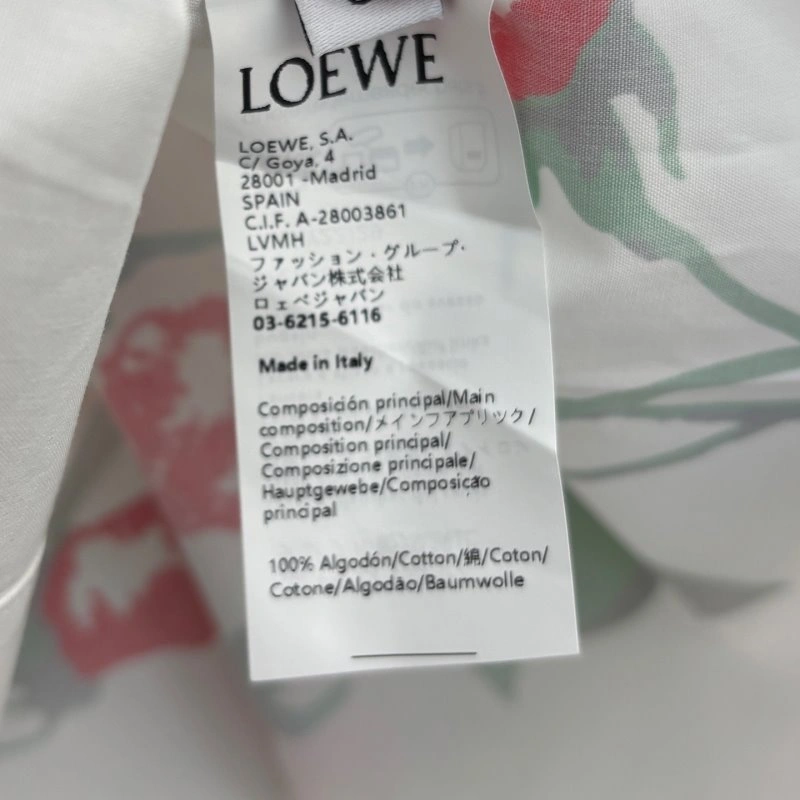 LOEWE
LOEWE, S.A.
C/ Goya, 4
28001 -Madrid
SPAIN
C.I.F. A-28003861
LVMH
ファッション・グループ・
ジャパン株式会社
ロエベジャパン
03-6215-6116
Made in Italy
Composición principal/Main
composition/メインフアプリック/
Composition principal/
Composizione principale/
Hauptgewebe/Composição
principal
100% Algodón/Cotton/綿/Coton/
Cotone/Algodão/Baumwolle